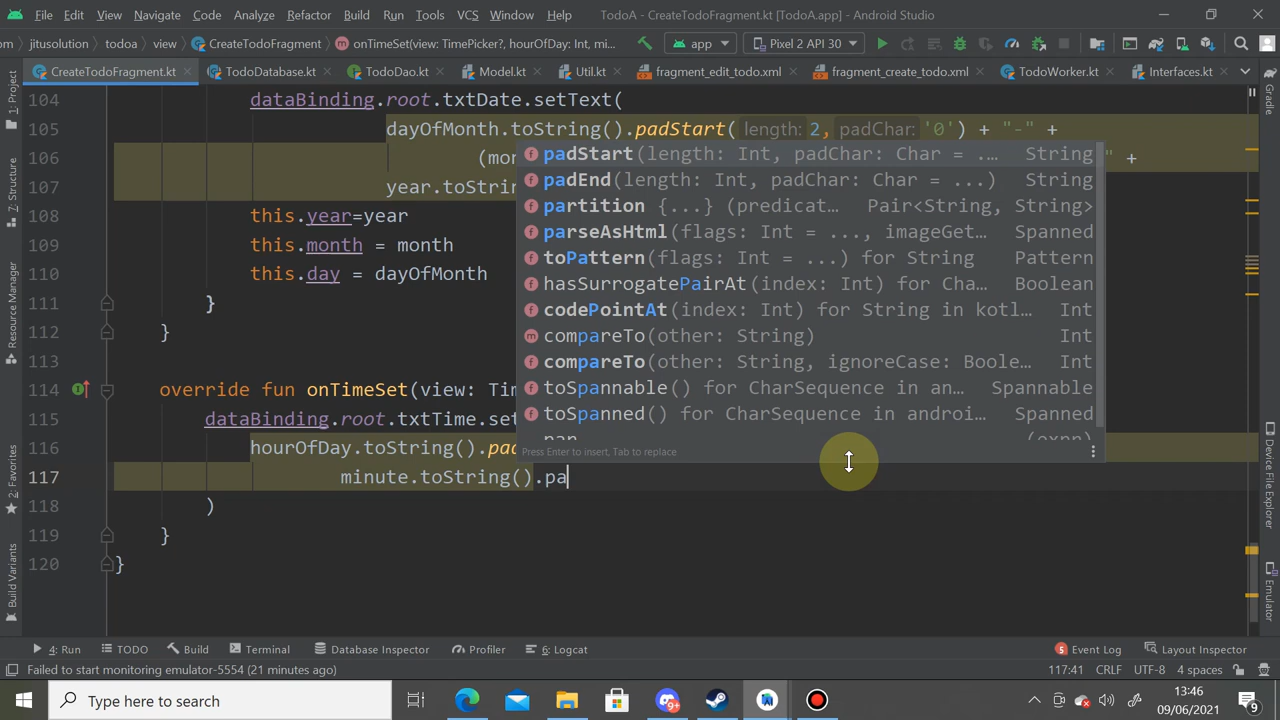 File Edit View Navigate Code Analyze Refactor Build Run Tools VCS Window Help TodoA - CreateTodoFragment.kt [TodoA.app] - Android Studio
om jitusolution todoa view CreateTodoFragment onTimeSet(view: TimePicker?, hourOfDay: Int, mi... app Pixel 2 API 30
CreateTodoFragment.kt TodoDatabase.kt TodoDao.kt Model.kt Util.kt fragment_edit_todo.xml fragment_create_todo.xml TodoWorker.kt Interfaces.kt
104 dataBinding.root.txtDate.setText(
105 dayOfMonth.toString().padStart( length: 2, padChar: '0') + "-" +
106 (mon " +
107 year.toStrin
108 this.year=year
109 this.month = month
110 this.day = dayOfMonth
111 }
112 }
113
114 override fun onTimeSet(view: Tim
115 dataBinding.root.txtTime.set
116 hourOfDay.toString().pad
117 minute.toString().pa
118 )
119 }
120 }
padStart(length: Int, padChar: Char = ... String
padEnd(length: Int, padChar: Char = ...) String
partition {...} (predicat... Pair<String, String>
parseAsHtml(flags: Int = ..., imageGet... Spanned
toPattern(flags: Int = ...) for String Pattern
hasSurrogatePairAt(index: Int) for Cha... Boolean
codePointAt(index: Int) for String in kotl... Int
compareTo(other: String) Int
compareTo(other: String, ignoreCase: Boole... Int
toSpannable() for CharSequence in an... Spannable
toSpanned() for CharSequence in androi... Spanned
par (expr)
Press Enter to insert, Tab to replace
1: Project
7: Structure
Resource Manager
2: Favorites
Build Variants
Gradle
Device File Explorer
Emulator
4: Run TODO Build Terminal Database Inspector Profiler 6: Logcat 5 Event Log Layout Inspector
Failed to start monitoring emulator-5554 (21 minutes ago) 117:41 CRLF UTF-8 4 spaces
Type here to search 9+ 13:46
09/06/2021 9